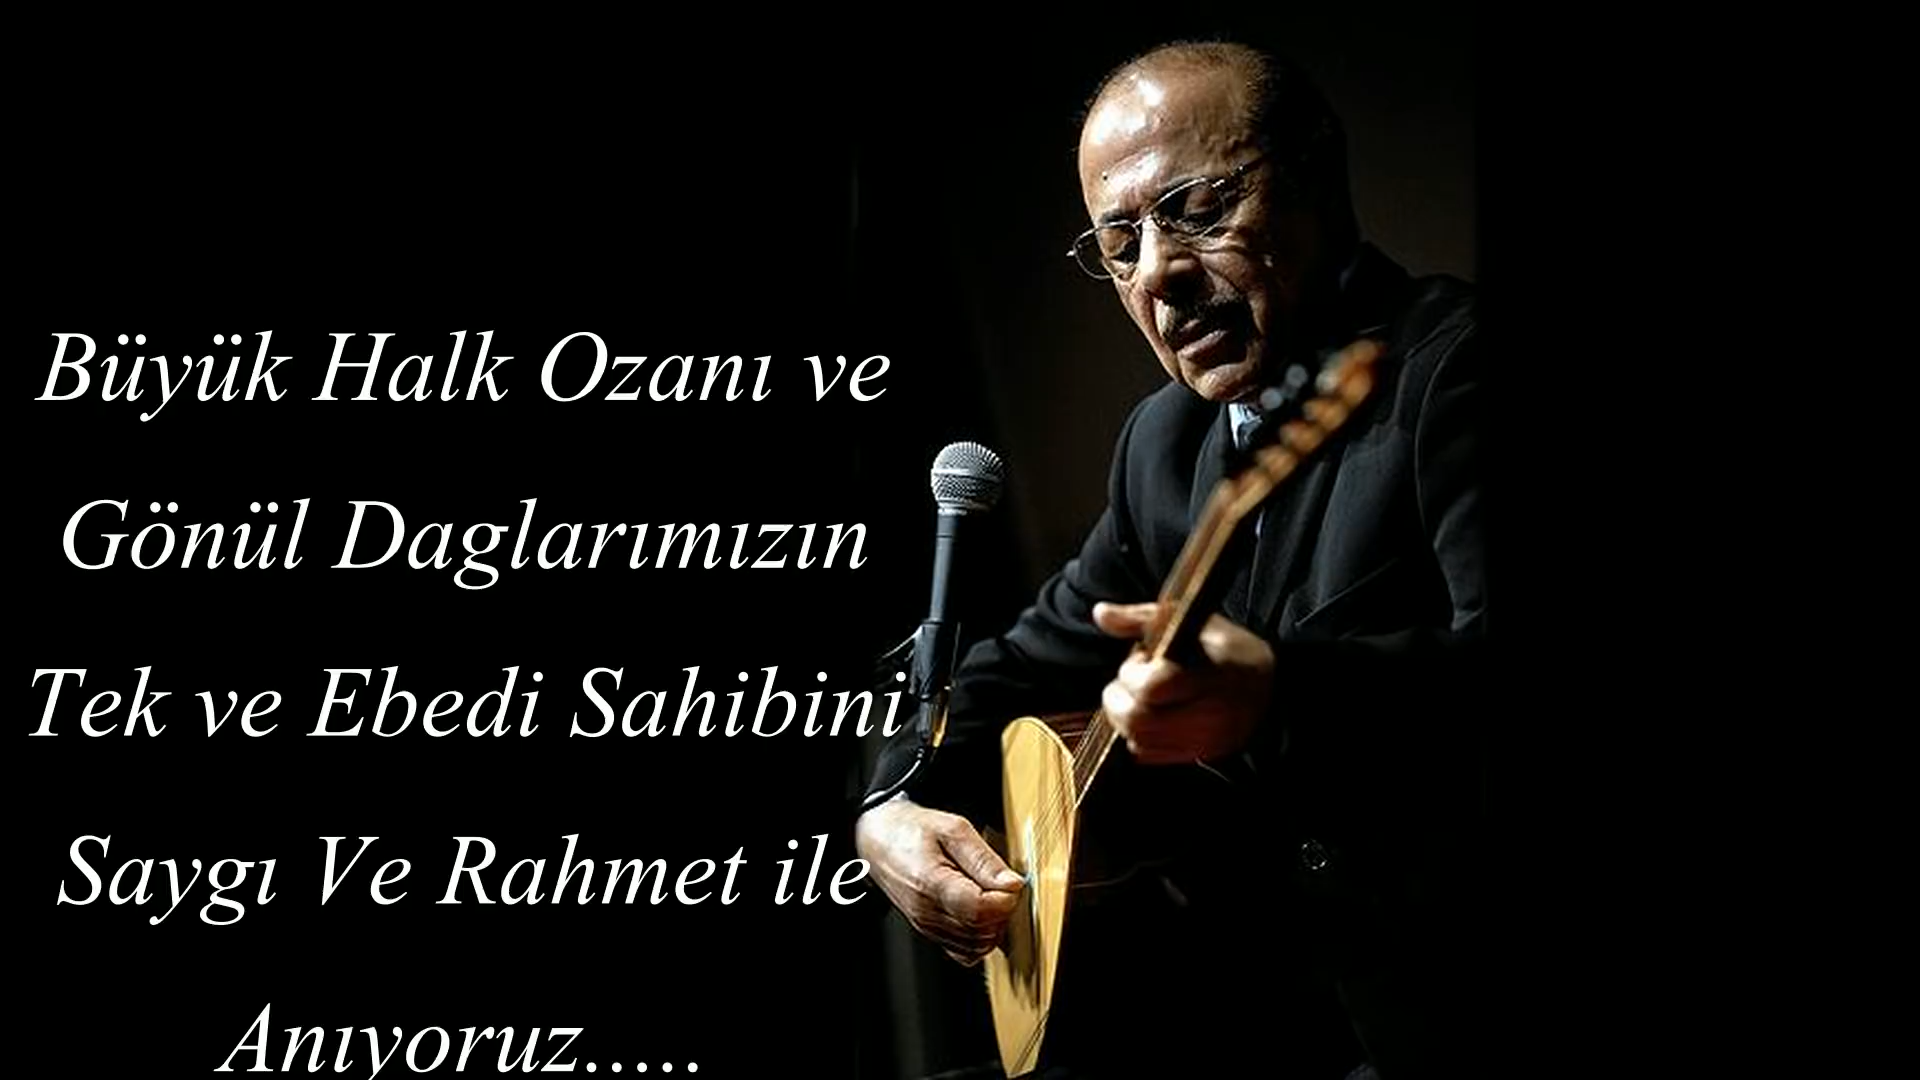 Büyük Halk Ozanı ve
Gönül Daglarımızın
Tek ve Ebedi Sahibini
Saygı Ve Rahmet ile
Anıyoruz.....